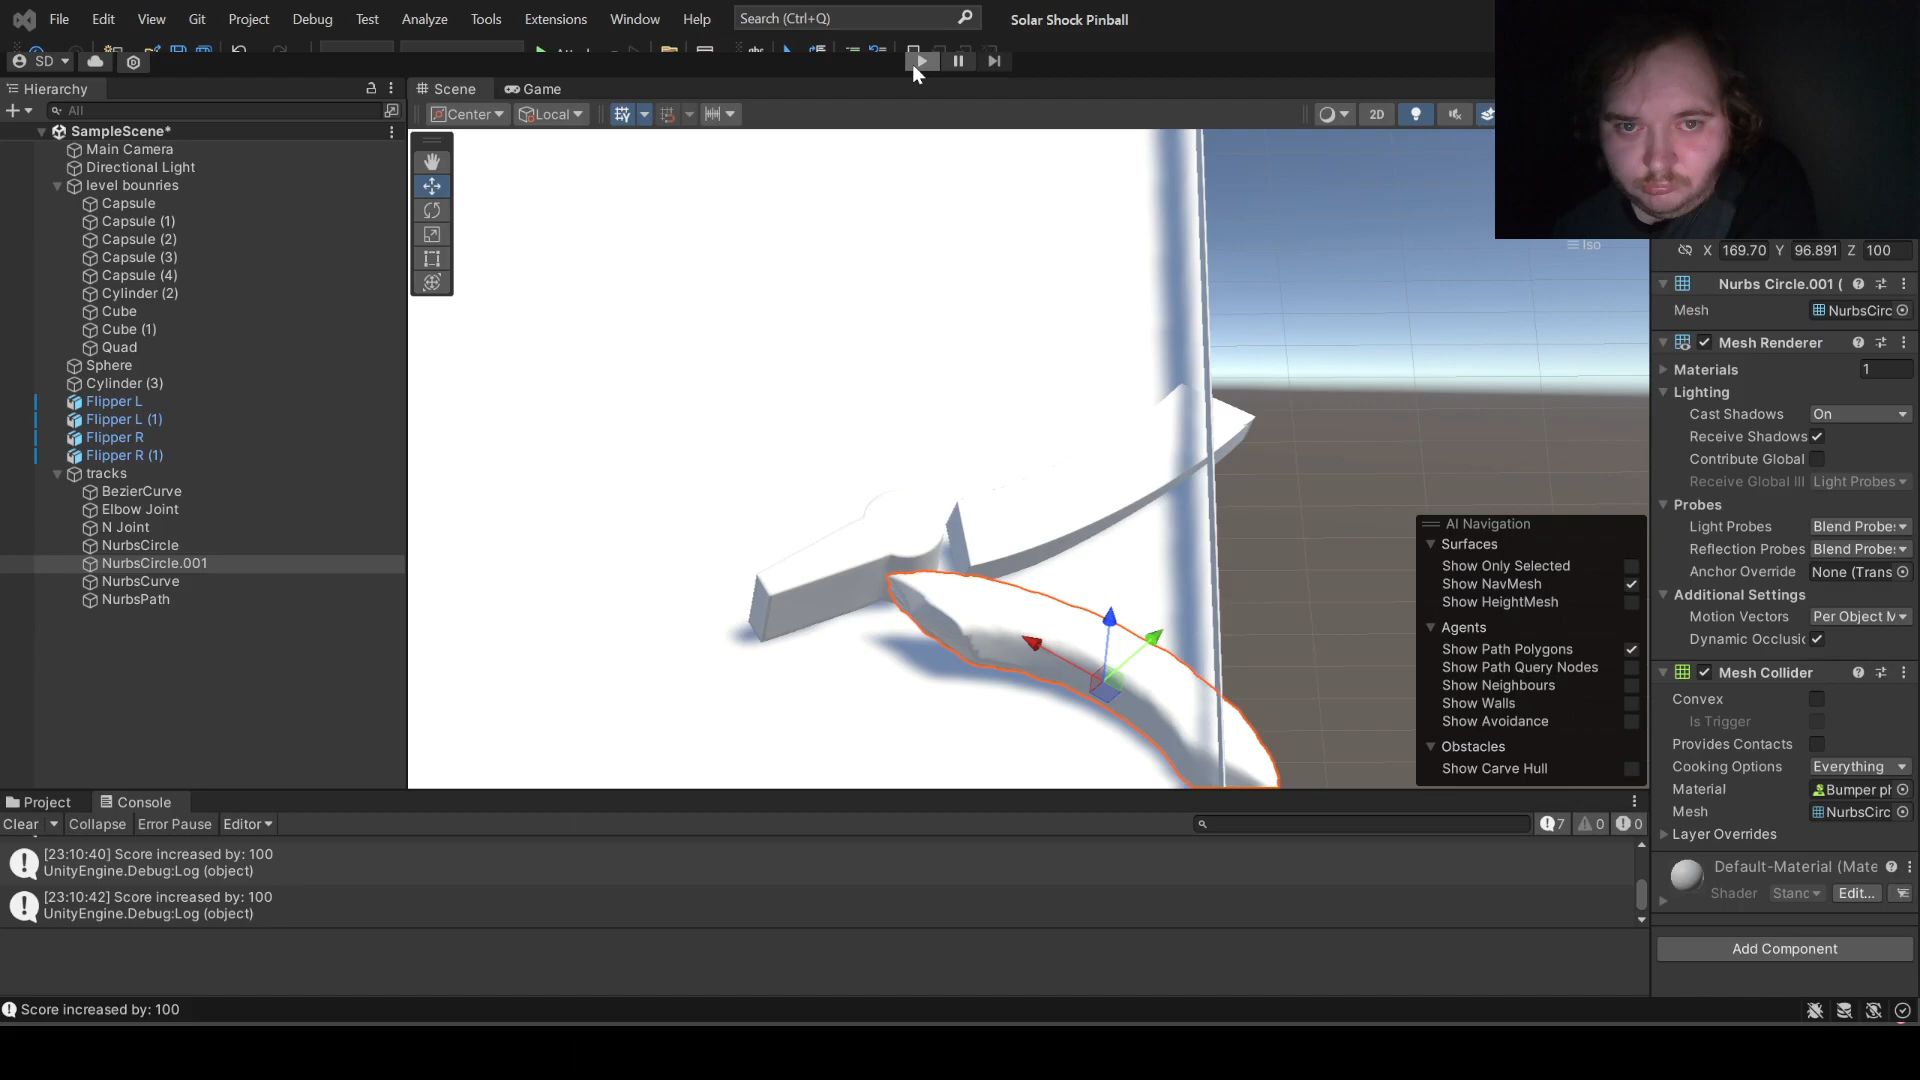 File Edit View Git Project Debug Test Analyze Tools Extensions Window Help Search (Ctrl+Q) Solar Shock Pinball
SD
Hierarchy
All
SampleScene*
Main Camera
Directional Light
level bounries
Capsule
Capsule (1)
Capsule (2)
Capsule (3)
Capsule (4)
Cylinder (2)
Cube
Cube (1)
Quad
Sphere
Cylinder (3)
Flipper L
Flipper L (1)
Flipper R
Flipper R (1)
tracks
BezierCurve
Elbow Joint
N Joint
NurbsCircle
NurbsCircle.001
NurbsCurve
NurbsPath
Scene Game
Center Local 2D
Iso
AI Navigation
Surfaces
Show Only Selected
Show NavMesh
Show HeightMesh
Agents
Show Path Polygons
Show Path Query Nodes
Show Neighbours
Show Walls
Show Avoidance
Obstacles
Show Carve Hull
X 169.70 Y 96.891 Z 100
Nurbs Circle.001 (
Mesh NurbsCirc
Mesh Renderer
Materials 1
Lighting
Cast Shadows On
Receive Shadows
Contribute Global
Receive Global Ill Light Probes
Probes
Light Probes Blend Probes
Reflection Probes Blend Probes
Anchor Override None (Trans
Additional Settings
Motion Vectors Per Object M
Dynamic Occlusic
Mesh Collider
Convex
Is Trigger
Provides Contacts
Cooking Options Everything
Material Bumper ph
Mesh NurbsCirc
Layer Overrides
Default-Material (Mate
Shader Stanc Edit...
Add Component
Project Console
Clear Collapse Error Pause Editor 7 0 0
[23:10:40] Score increased by: 100
UnityEngine.Debug:Log (object)
[23:10:42] Score increased by: 100
UnityEngine.Debug:Log (object)
Score increased by: 100